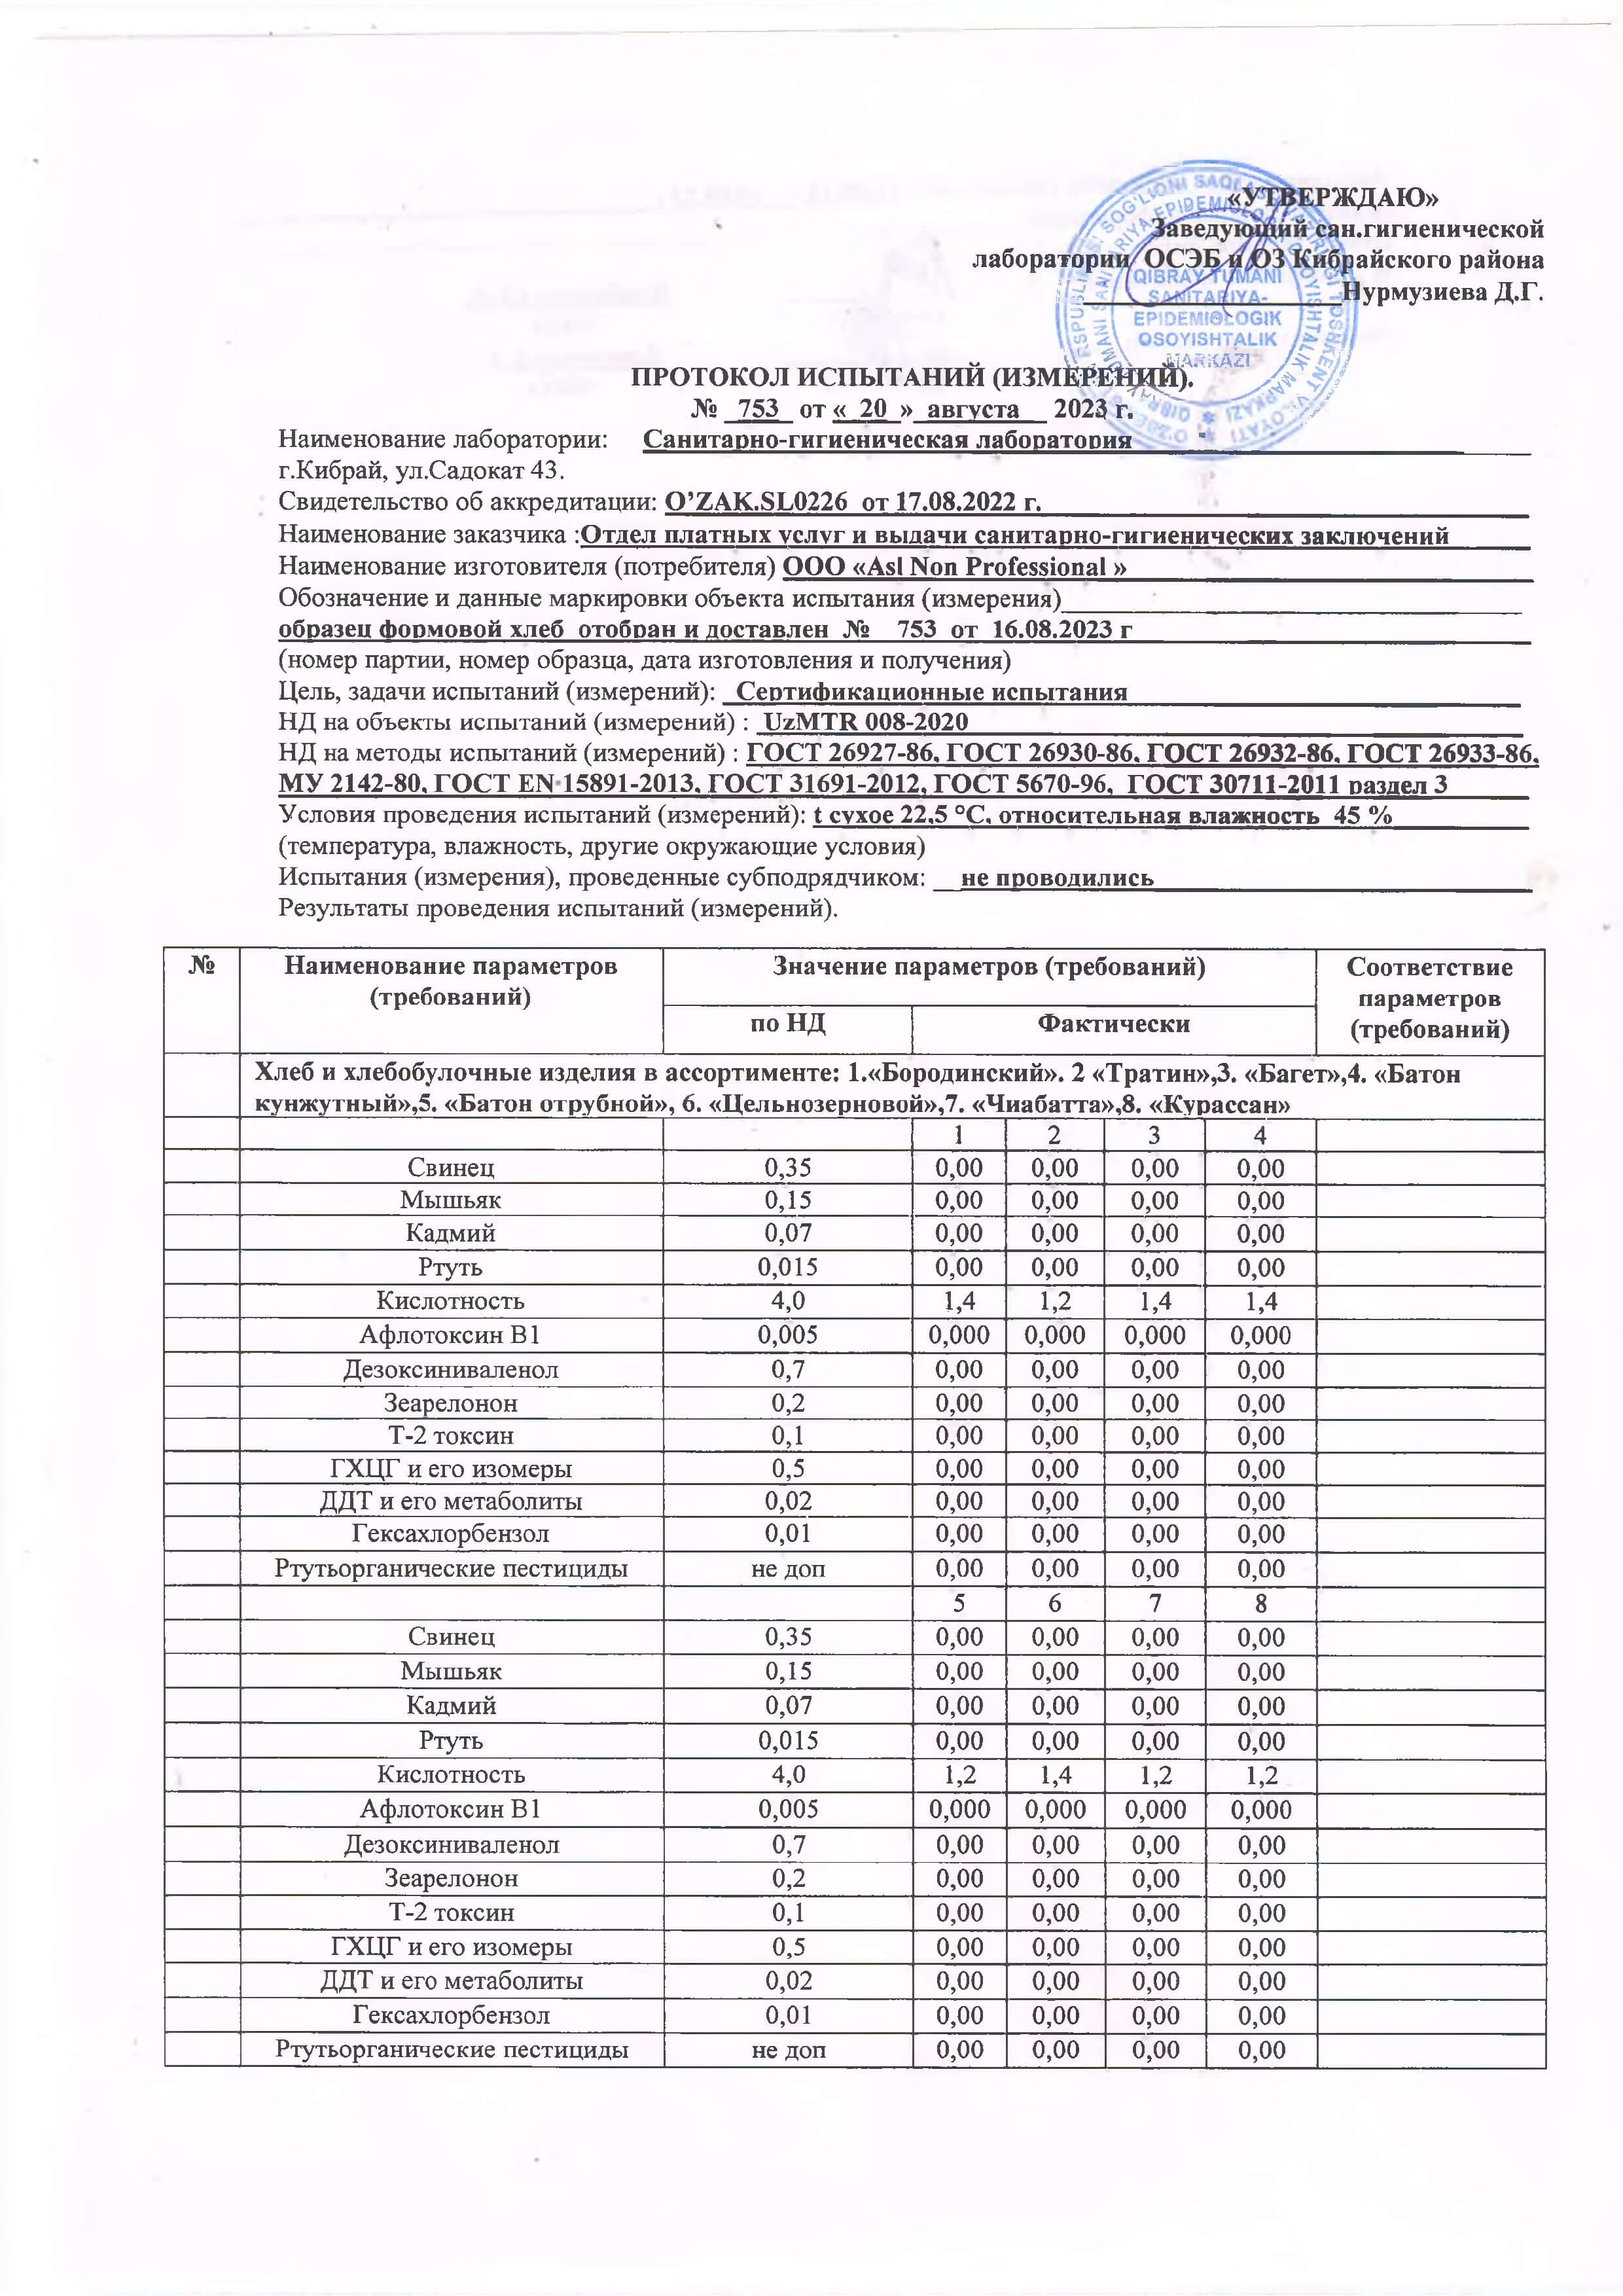 «УТВЕРЖДАЮ»
Заведующий сан.гигиенической
лаборатории ОСЭБ и ОЗ Кибрайского района
Нурмузиева Д.Г.
QIBRAY TUMANI
SANITARIYA-
EPIDEMIOLOGIK
OSOYISHTALIK
MARKAZI
ПРОТОКОЛ ИСПЫТАНИЙ (ИЗМЕРЕНИЙ).
№ 753 от « 20 » августа 2023 г.
Наименование лаборатории: Санитарно-гигиеническая лаборатория
г.Кибрай, ул.Садокат 43.
Свидетельство об аккредитации: O’ZAK.SL0226 от 17.08.2022 г.
Наименование заказчика :Отдел платных услуг и выдачи санитарно-гигиенических заключений
Наименование изготовителя (потребителя) ООО «Asl Non Professional »
Обозначение и данные маркировки объекта испытания (измерения)
образец формовой хлеб отобран и доставлен № 753 от 16.08.2023 г
(номер партии, номер образца, дата изготовления и получения)
Цель, задачи испытаний (измерений): Сертификационные испытания
НД на объекты испытаний (измерений) : UzMTR 008-2020
НД на методы испытаний (измерений) : ГОСТ 26927-86, ГОСТ 26930-86, ГОСТ 26932-86, ГОСТ 26933-86,
МУ 2142-80, ГОСТ EN 15891-2013, ГОСТ 31691-2012, ГОСТ 5670-96, ГОСТ 30711-2011 раздел 3
Условия проведения испытаний (измерений): t сухое 22,5 °С, относительная влажность 45 %
(температура, влажность, другие окружающие условия)
Испытания (измерения), проведенные субподрядчиком: не проводились
Результаты проведения испытаний (измерений).
№ Наименование параметров (требований) Значение параметров (требований) Соответствие параметров (требований)
по НД Фактически
Хлеб и хлебобулочные изделия в ассортименте: 1.«Бородинский». 2 «Тратин»,3. «Багет»,4. «Батон
кунжутный»,5. «Батон отрубной», 6. «Цельнозерновой»,7. «Чиабатта»,8. «Курассан»
1 2 3 4
Свинец 0,35 0,00 0,00 0,00 0,00
Мышьяк 0,15 0,00 0,00 0,00 0,00
Кадмий 0,07 0,00 0,00 0,00 0,00
Ртуть 0,015 0,00 0,00 0,00 0,00
Кислотность 4,0 1,4 1,2 1,4 1,4
Афлотоксин В1 0,005 0,000 0,000 0,000 0,000
Дезоксиниваленол 0,7 0,00 0,00 0,00 0,00
Зеарелонон 0,2 0,00 0,00 0,00 0,00
Т-2 токсин 0,1 0,00 0,00 0,00 0,00
ГХЦГ и его изомеры 0,5 0,00 0,00 0,00 0,00
ДДТ и его метаболиты 0,02 0,00 0,00 0,00 0,00
Гексахлорбензол 0,01 0,00 0,00 0,00 0,00
Ртутьорганические пестициды не доп 0,00 0,00 0,00 0,00
5 6 7 8
Свинец 0,35 0,00 0,00 0,00 0,00
Мышьяк 0,15 0,00 0,00 0,00 0,00
Кадмий 0,07 0,00 0,00 0,00 0,00
Ртуть 0,015 0,00 0,00 0,00 0,00
Кислотность 4,0 1,2 1,4 1,2 1,2
Афлотоксин В1 0,005 0,000 0,000 0,000 0,000
Дезоксиниваленол 0,7 0,00 0,00 0,00 0,00
Зеарелонон 0,2 0,00 0,00 0,00 0,00
Т-2 токсин 0,1 0,00 0,00 0,00 0,00
ГХЦГ и его изомеры 0,5 0,00 0,00 0,00 0,00
ДДТ и его метаболиты 0,02 0,00 0,00 0,00 0,00
Гексахлорбензол 0,01 0,00 0,00 0,00 0,00
Ртутьорганические пестициды не доп 0,00 0,00 0,00 0,00